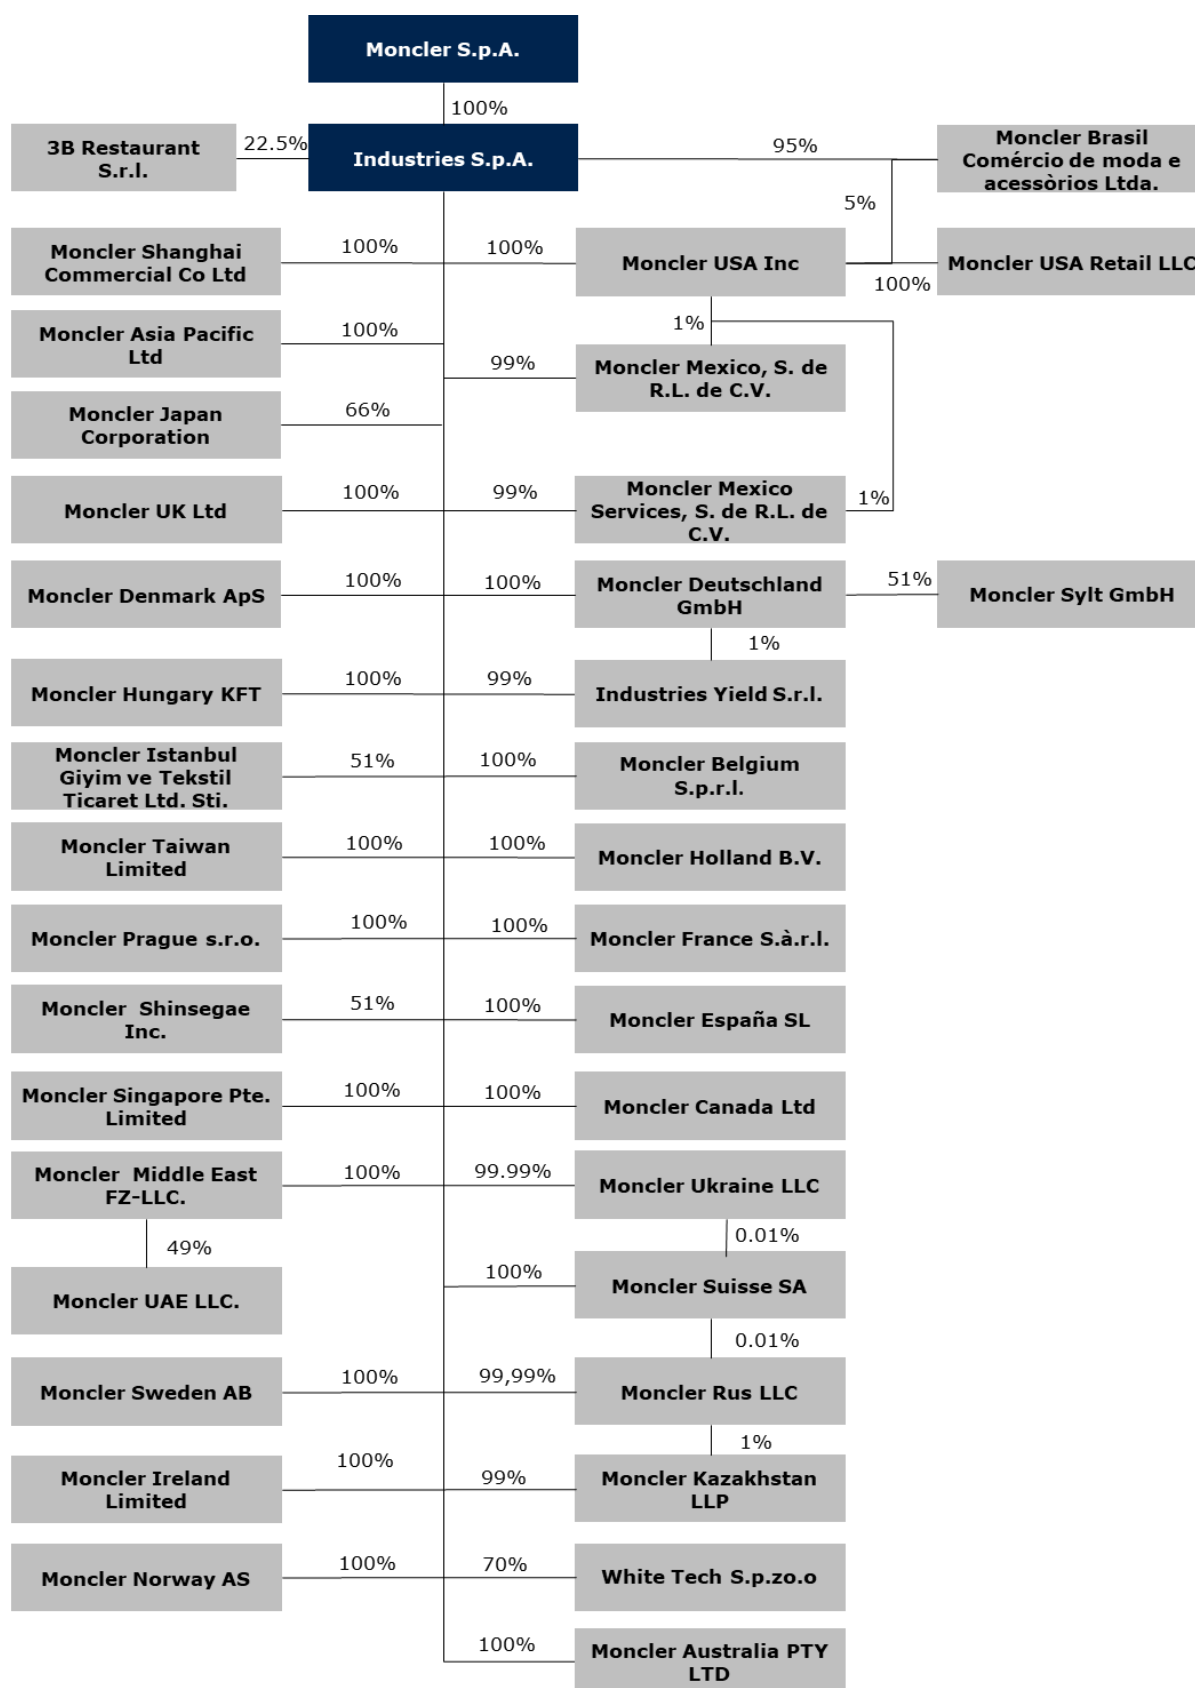 Moncler S.p.A.
100%
3B Restaurant
S.r.l.
22.5%
Industries S.p.A.
95%
Moncler Brasil
Comércio de moda e
acessòrios Ltda.
5%
Moncler Shanghai
Commercial Co Ltd
100%
100%
Moncler USA Inc
100%
Moncler USA Retail LLC
Moncler Asia Pacific
Ltd
100%
1%
99%
Moncler Mexico, S. de
R.L. de C.V.
Moncler Japan
Corporation
66%
Moncler UK Ltd
100%
99%
Moncler Mexico
Services, S. de R.L. de
C.V.
1%
Moncler Denmark ApS
100%
100%
Moncler Deutschland
GmbH
51%
Moncler Sylt GmbH
1%
Moncler Hungary KFT
100%
99%
Industries Yield S.r.l.
Moncler Istanbul
Giyim ve Tekstil
Ticaret Ltd. Sti.
51%
100%
Moncler Belgium
S.p.r.l.
Moncler Taiwan
Limited
100%
100%
Moncler Holland B.V.
Moncler Prague s.r.o.
100%
100%
Moncler France S.à.r.l.
Moncler Shinsegae
Inc.
51%
100%
Moncler España SL
Moncler Singapore Pte.
Limited
100%
100%
Moncler Canada Ltd
Moncler Middle East
FZ-LLC.
100%
99.99%
Moncler Ukraine LLC
49%
0.01%
Moncler UAE LLC.
100%
Moncler Suisse SA
0.01%
Moncler Sweden AB
100%
99,99%
Moncler Rus LLC
1%
Moncler Ireland
Limited
100%
99%
Moncler Kazakhstan
LLP
Moncler Norway AS
100%
70%
White Tech S.p.zo.o
100%
Moncler Australia PTY
LTD